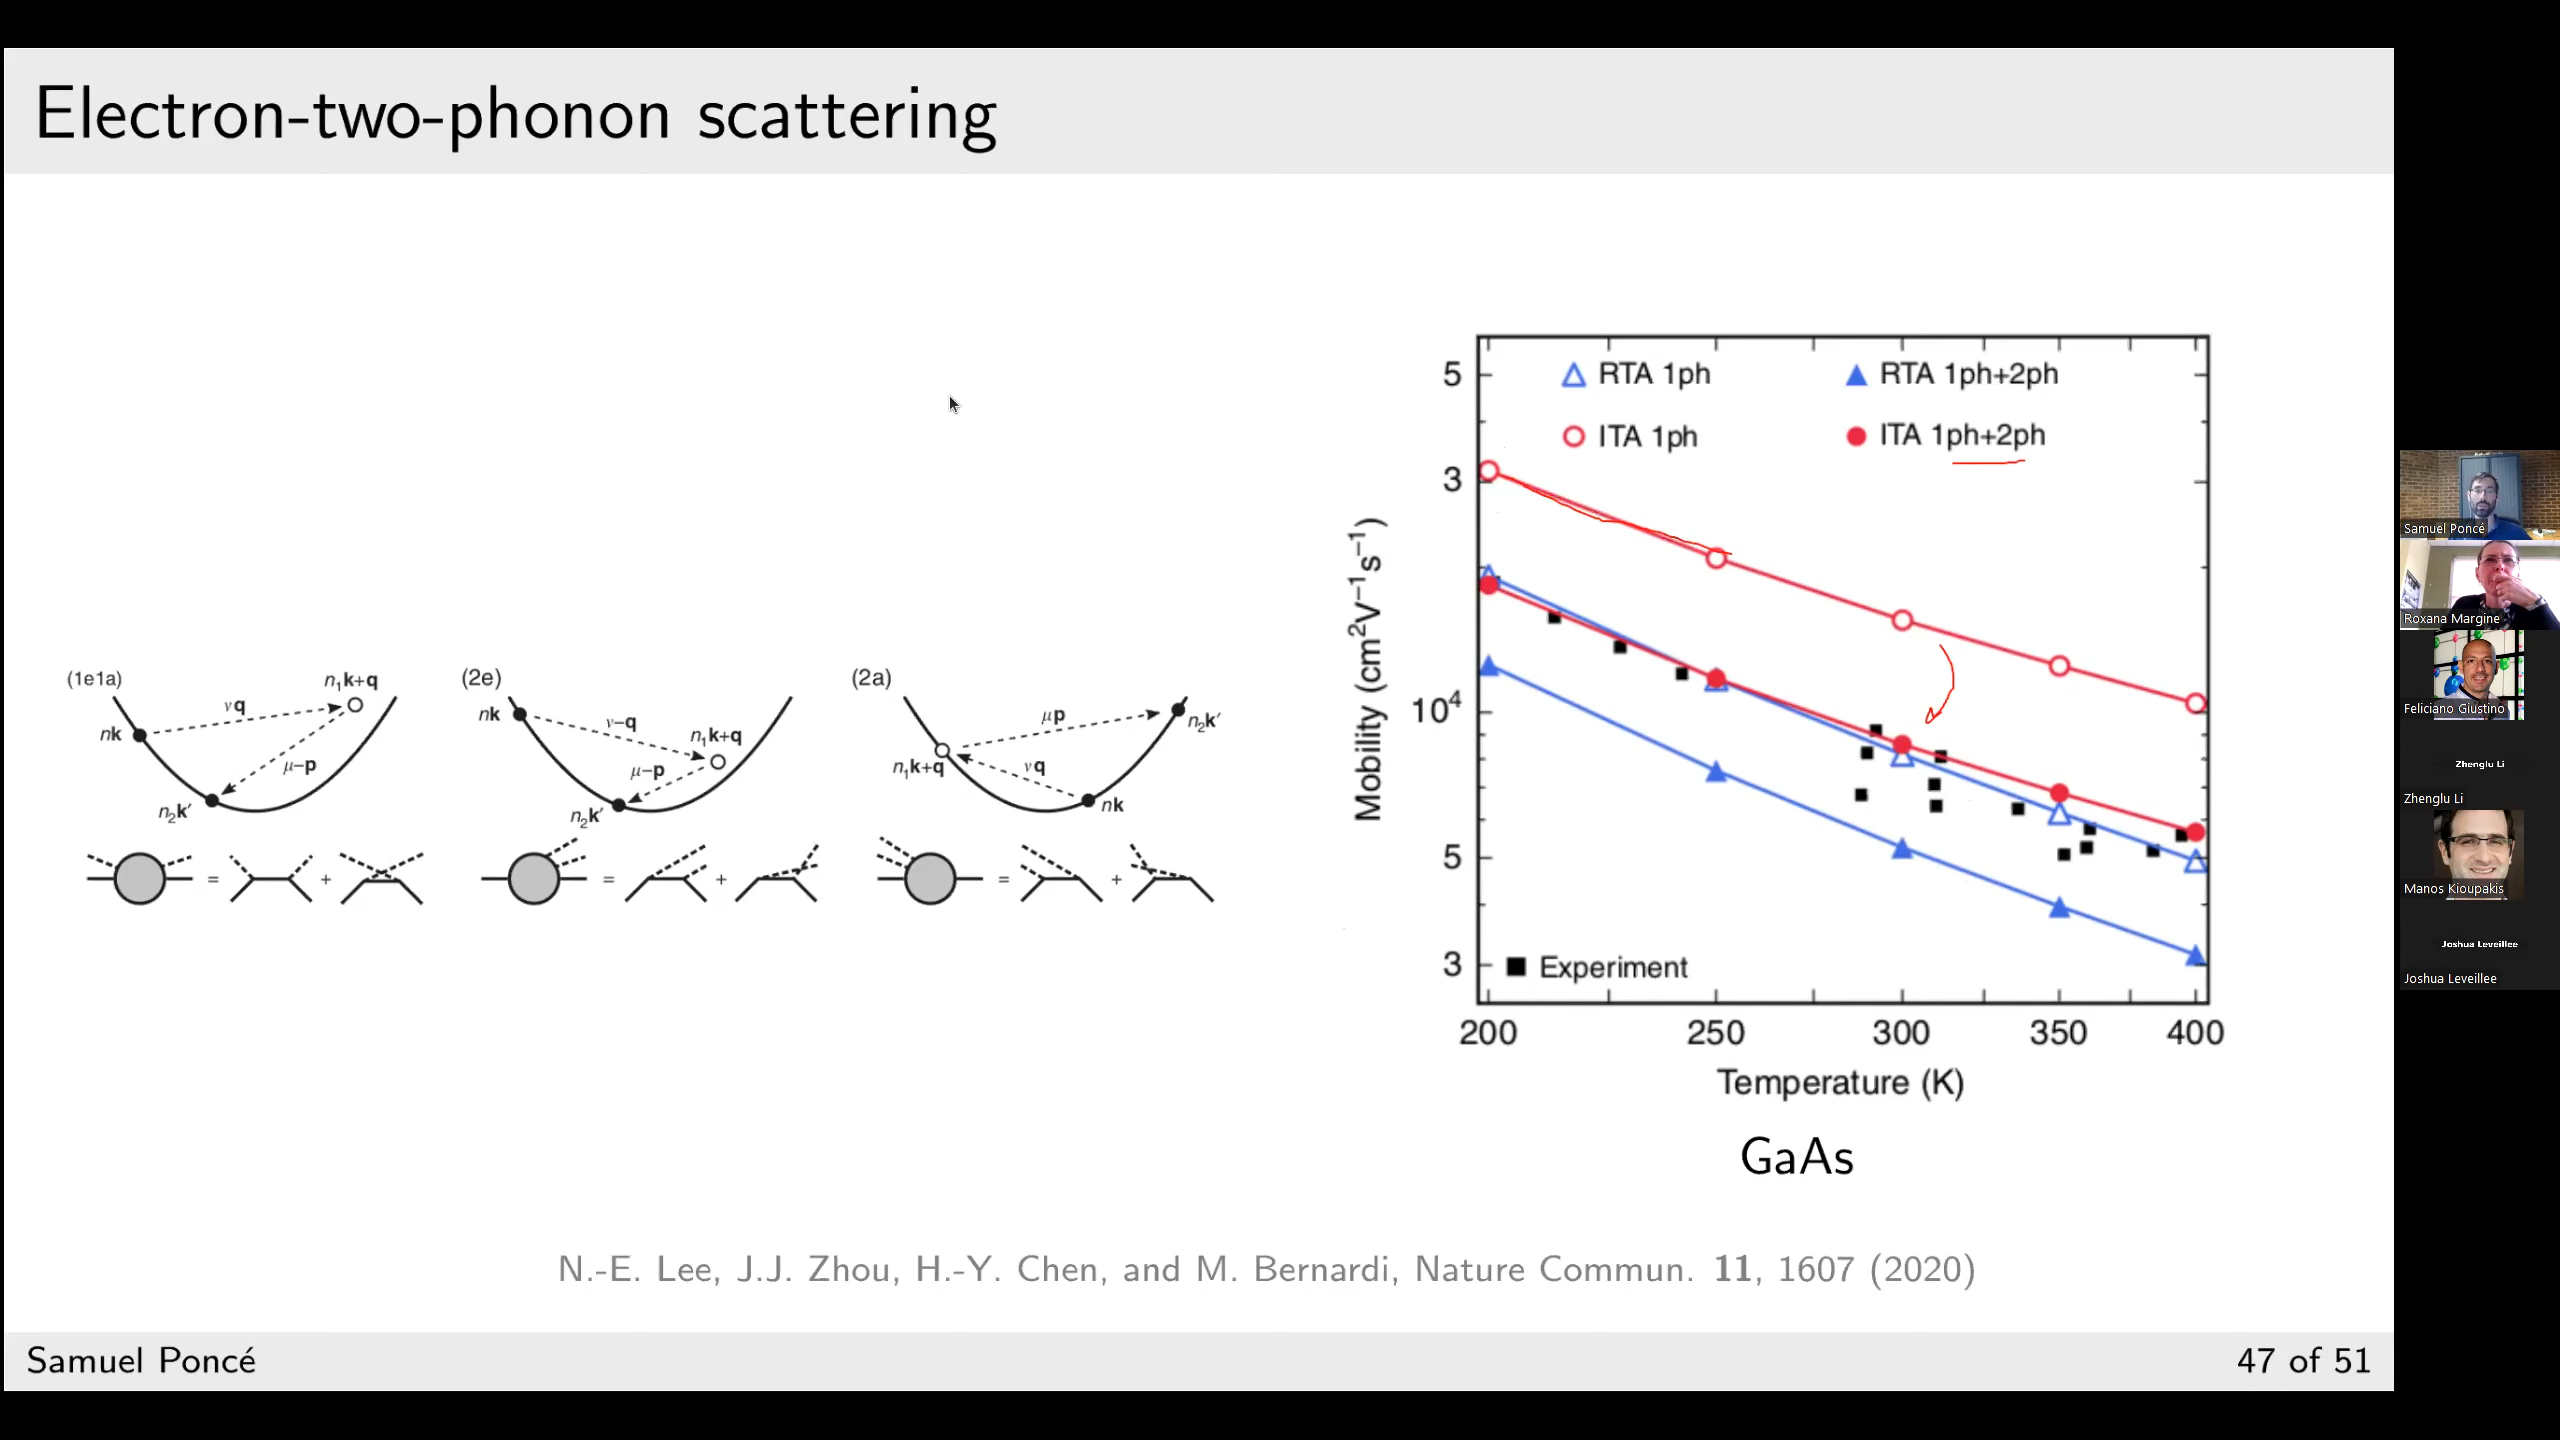 Electron-two-phonon scattering
(1e1a)
nk
νq
n₁k+q
μ−p
n₂k′
(2e)
nk
ν−q
n₁k+q
μ−p
n₂k′
(2a)
μp
n₂k′
n₁k+q
νq
nk
= +
= +
= +
RTA 1ph
RTA 1ph+2ph
ITA 1ph
ITA 1ph+2ph
Experiment
Mobility (cm²V⁻¹s⁻¹)
5
3
10⁴
5
3
200 250 300 350 400
Temperature (K)
GaAs
N.-E. Lee, J.J. Zhou, H.-Y. Chen, and M. Bernardi, Nature Commun. 11, 1607 (2020)
Samuel Poncé
47 of 51
Samuel Poncé
Roxana Margine
Feliciano Giustino
Zhenglu Li
Zhenglu Li
Manos Kioupakis
Joshua Leveillee
Joshua Leveillee